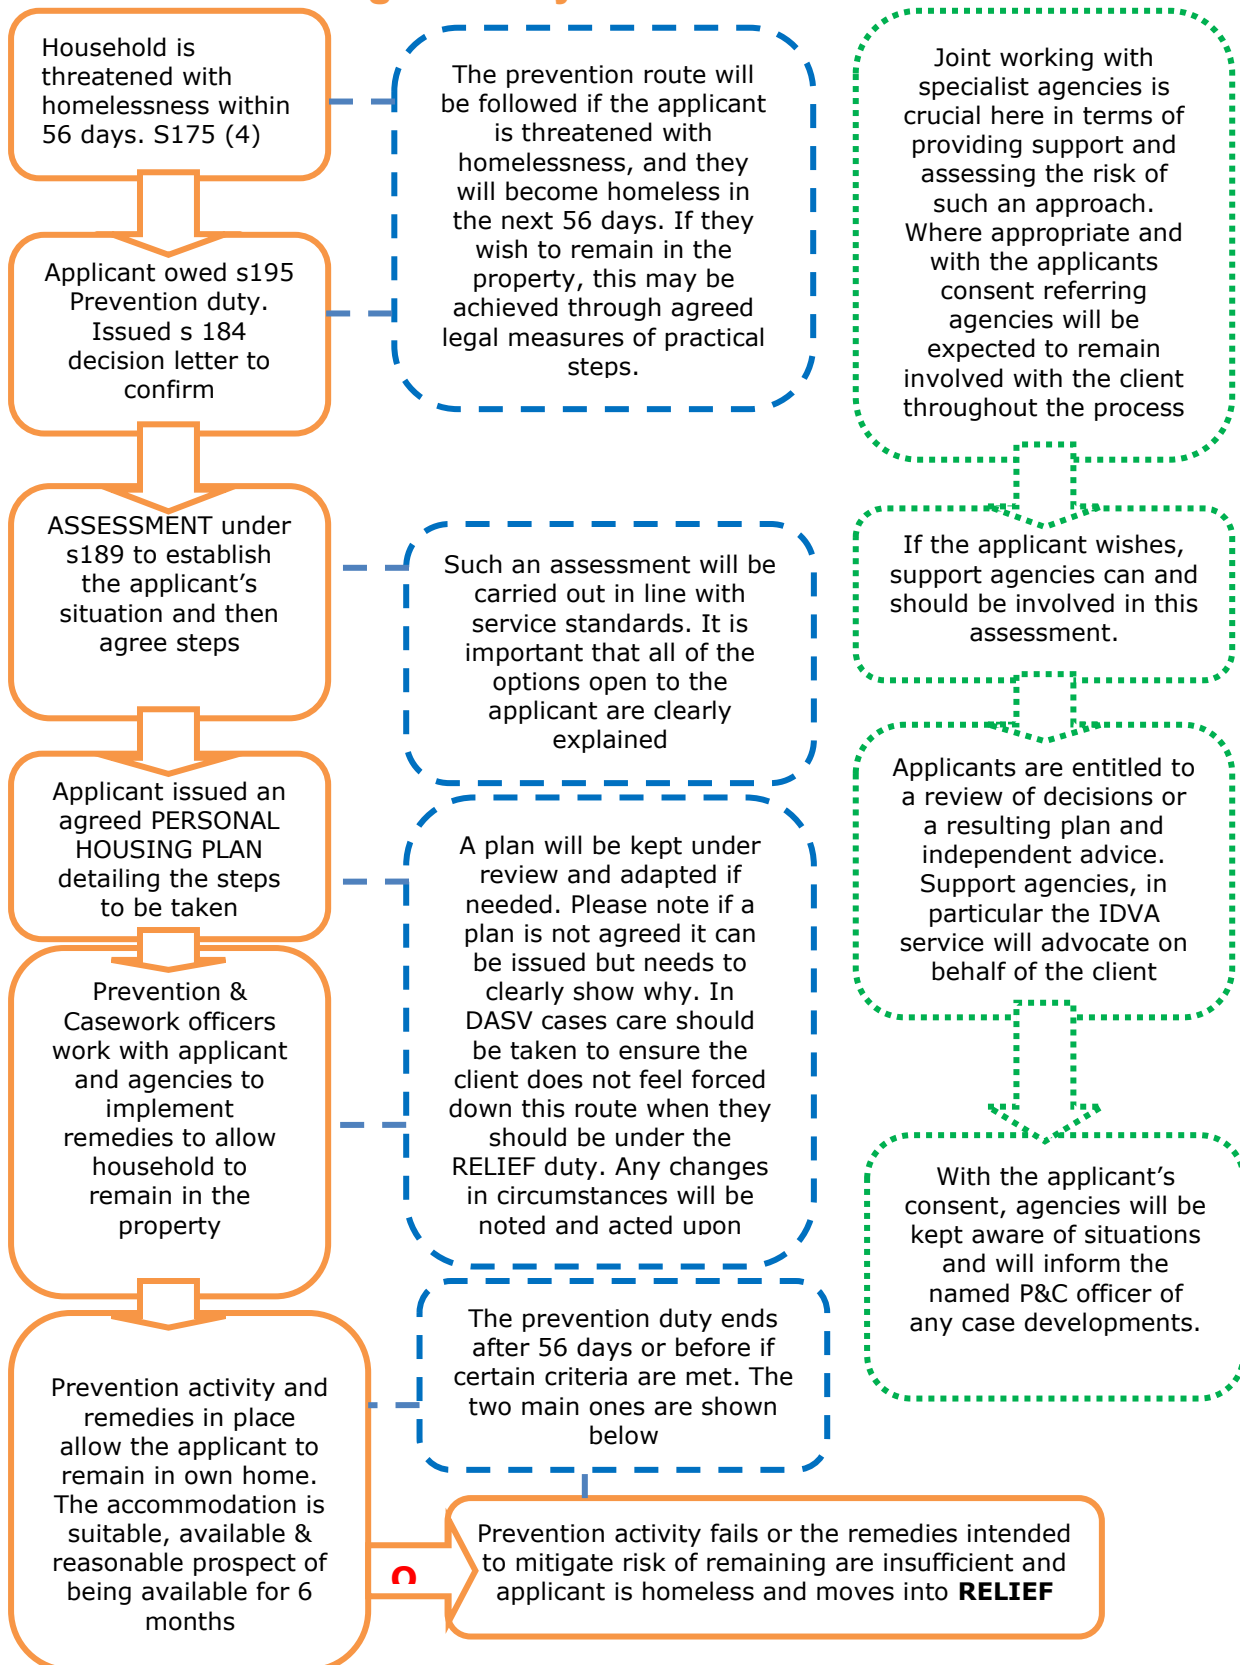 Household is
threatened with
homelessness within
56 days. S175 (4)
Applicant owed s195
Prevention duty.
Issued s 184
decision letter to
confirm
ASSESSMENT under
s189 to establish
the applicant’s
situation and then
agree steps
Applicant issued an
agreed PERSONAL
HOUSING PLAN
detailing the steps
to be taken
Prevention &
Casework officers
work with applicant
and agencies to
implement
remedies to allow
household to
remain in the
property
Prevention activity and
remedies in place
allow the applicant to
remain in own home.
The accommodation is
suitable, available &
reasonable prospect of
being available for 6
months
The prevention route will
be followed if the applicant
is threatened with
homelessness, and they
will become homeless in
the next 56 days. If they
wish to remain in the
property, this may be
achieved through agreed
legal measures of practical
steps.
Such an assessment will be
carried out in line with
service standards. It is
important that all of the
options open to the
applicant are clearly
explained
A plan will be kept under
review and adapted if
needed. Please note if a
plan is not agreed it can
be issued but needs to
clearly show why. In
DASV cases care should
be taken to ensure the
client does not feel forced
down this route when they
should be under the
RELIEF duty. Any changes
in circumstances will be
noted and acted upon
The prevention duty ends
after 56 days or before if
certain criteria are met. The
two main ones are shown
below
O
Prevention activity fails or the remedies intended
to mitigate risk of remaining are insufficient and
applicant is homeless and moves into RELIEF
Joint working with
specialist agencies is
crucial here in terms of
providing support and
assessing the risk of
such an approach.
Where appropriate and
with the applicants
consent referring
agencies will be
expected to remain
involved with the client
throughout the process
If the applicant wishes,
support agencies can and
should be involved in this
assessment.
Applicants are entitled to
a review of decisions or
a resulting plan and
independent advice.
Support agencies, in
particular the IDVA
service will advocate on
behalf of the client
With the applicant’s
consent, agencies will be
kept aware of situations
and will inform the
named P&C officer of
any case developments.